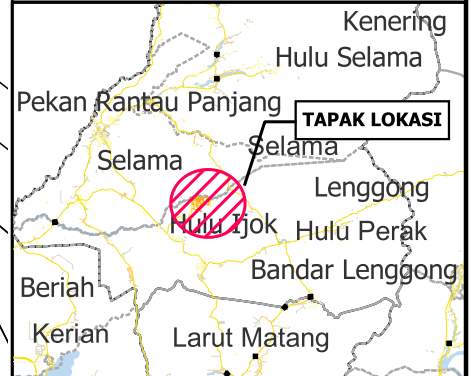 Kenering
Hulu Selama
Pekan Rantau Panjang
TAPAK LOKASI
Selama
Selama
Lenggong
Hulu Ijok
Hulu Perak
Bandar Lenggong
Beriah
Kerian
Larut Matang